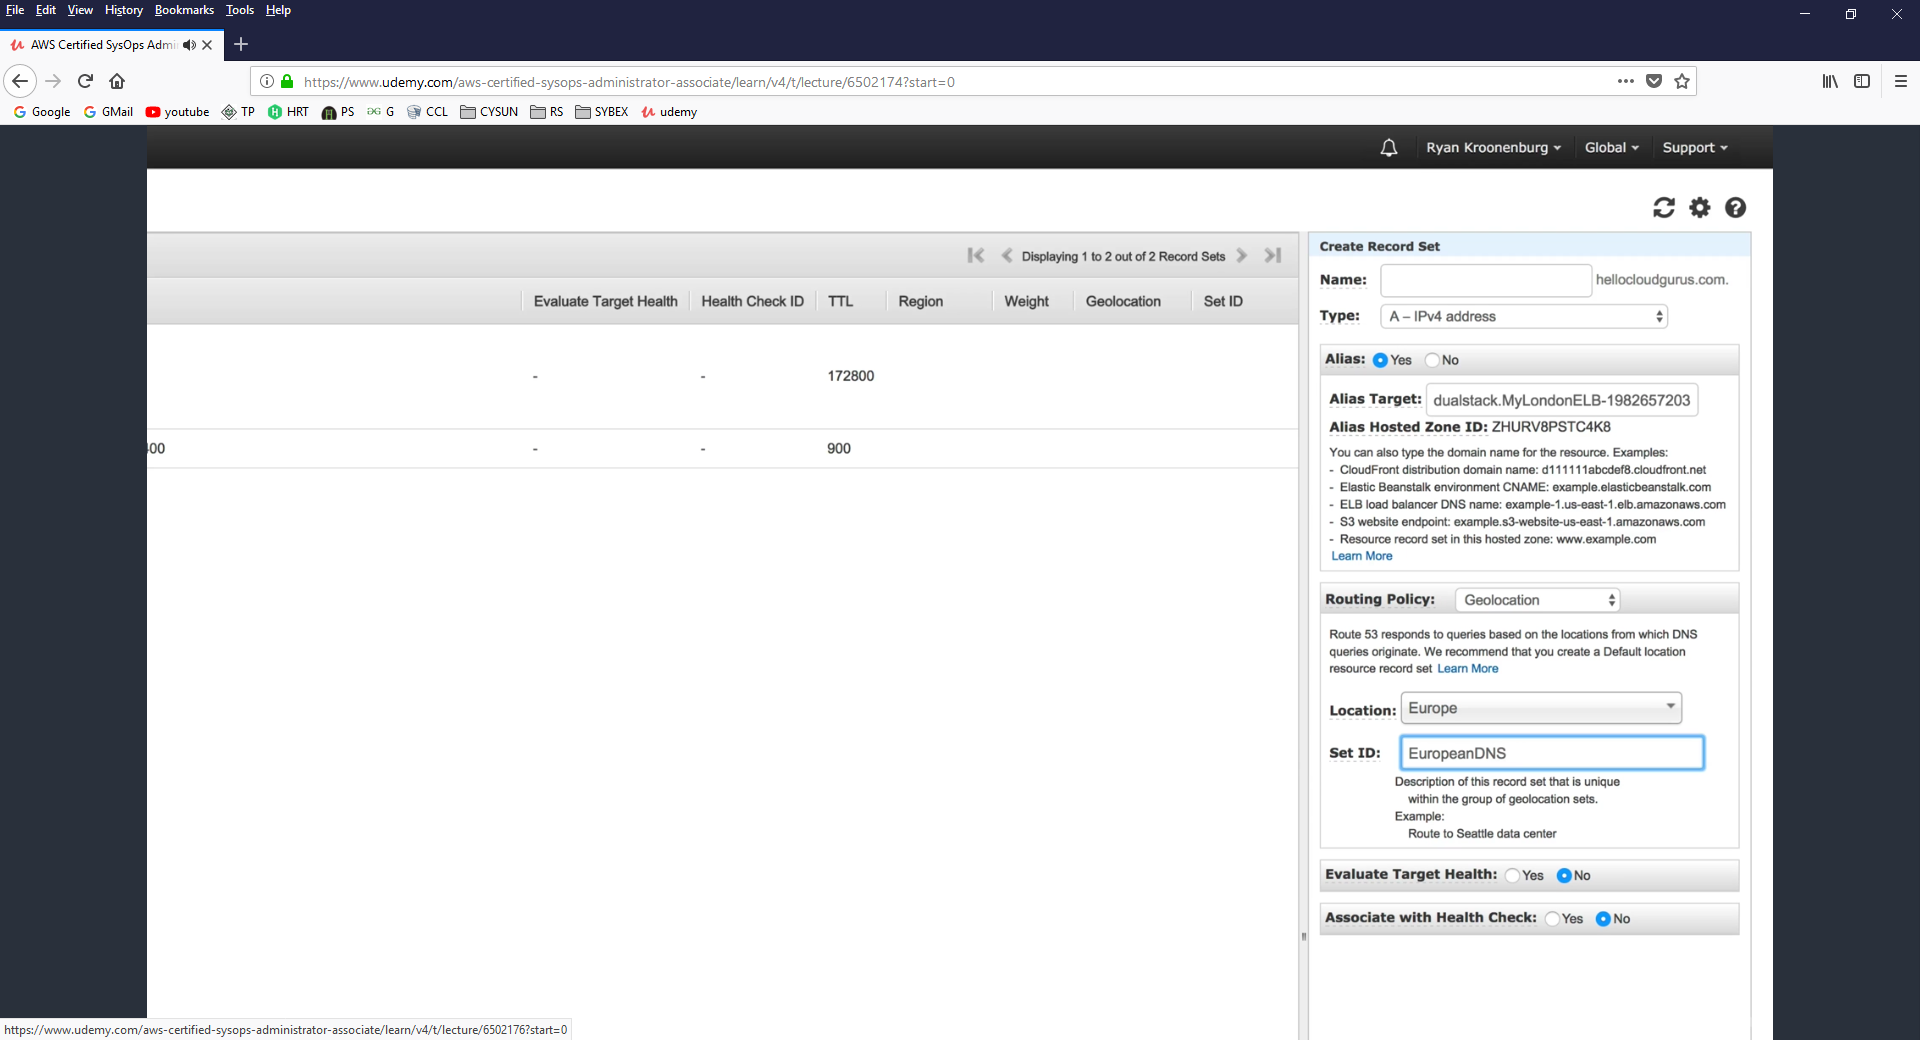 File Edit View History Bookmarks Tools Help
AWS Certified SysOps Admi
https://www.udemy.com/aws-certified-sysops-administrator-associate/learn/v4/t/lecture/6502174?start=0
Google GMail youtube TP HRT PS G CCL CYSUN RS SYBEX udemy
Ryan Kroonenburg Global Support
Displaying 1 to 2 out of 2 Record Sets
Evaluate Target Health Health Check ID TTL Region Weight Geolocation Set ID
- - 172800
400 - - 900
Create Record Set
Name: hellocloudgurus.com.
Type: A – IPv4 address
Alias: Yes No
Alias Target: dualstack.MyLondonELB-1982657203
Alias Hosted Zone ID: ZHURV8PSTC4K8
You can also type the domain name for the resource. Examples:
- CloudFront distribution domain name: d111111abcdef8.cloudfront.net
- Elastic Beanstalk environment CNAME: example.elasticbeanstalk.com
- ELB load balancer DNS name: example-1.us-east-1.elb.amazonaws.com
- S3 website endpoint: example.s3-website-us-east-1.amazonaws.com
- Resource record set in this hosted zone: www.example.com
Learn More
Routing Policy: Geolocation
Route 53 responds to queries based on the locations from which DNS
queries originate. We recommend that you create a Default location
resource record set Learn More
Location: Europe
Set ID: EuropeanDNS
Description of this record set that is unique
within the group of geolocation sets.
Example:
Route to Seattle data center
Evaluate Target Health: Yes No
Associate with Health Check: Yes No
https://www.udemy.com/aws-certified-sysops-administrator-associate/learn/v4/t/lecture/6502176?start=0